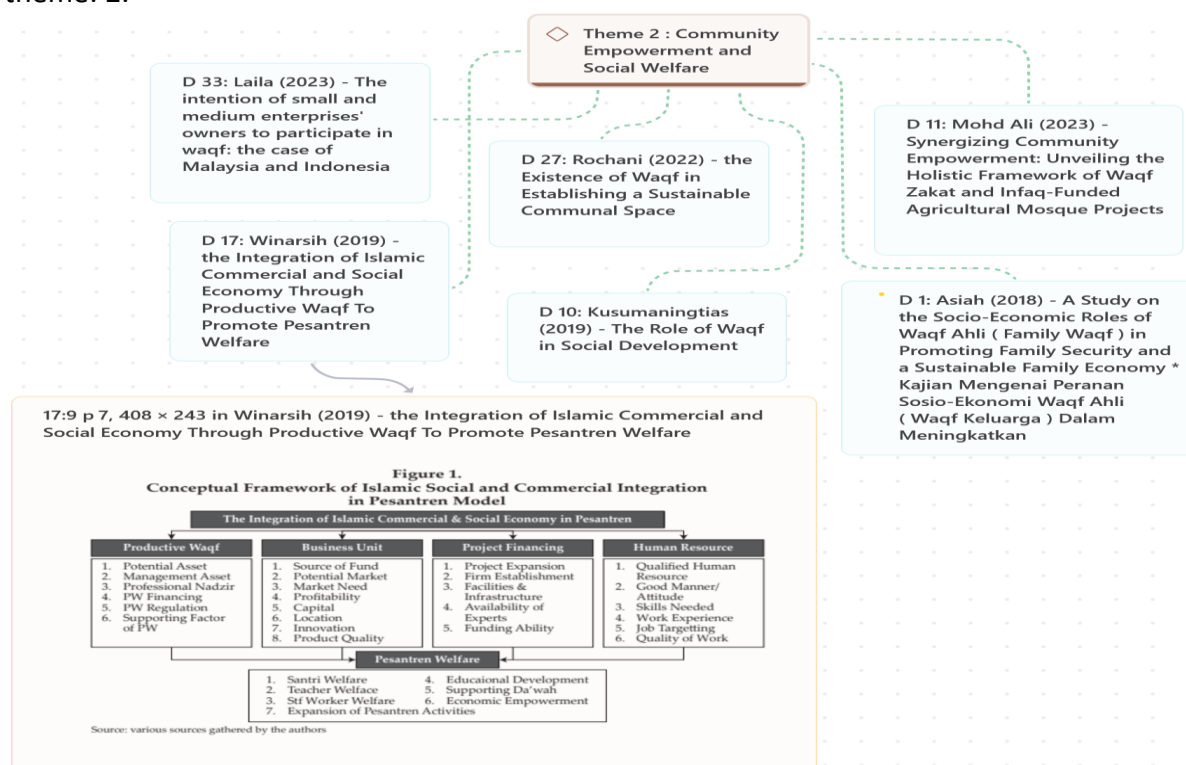 Theme 2 : Community
Empowerment and
Social Welfare
D 33: Laila (2023) - The
intention of small and
medium enterprises'
owners to participate in
waqf: the case of
Malaysia and Indonesia
D 27: Rochani (2022) - the
Existence of Waqf in
Establishing a Sustainable
Communal Space
D 11: Mohd Ali (2023) -
Synergizing Community
Empowerment: Unveiling the
Holistic Framework of Waqf
Zakat and Infaq-Funded
Agricultural Mosque Projects
D 17: Winarsih (2019) -
the Integration of Islamic
Commercial and Social
Economy Through
Productive Waqf To
Promote Pesantren
Welfare
D 10: Kusumaningtias
(2019) - The Role of Waqf
in Social Development
D 1: Asiah (2018) - A Study on
the Socio-Economic Roles of
Waqf Ahli ( Family Waqf ) in
Promoting Family Security and
a Sustainable Family Economy *
Kajian Mengenai Peranan
Sosio-Ekonomi Waqf Ahli
( Waqf Keluarga ) Dalam
Meningkatkan
17:9 p 7, 408 × 243 in Winarsih (2019) - the Integration of Islamic Commercial and
Social Economy Through Productive Waqf To Promote Pesantren Welfare
Figure 1.
Conceptual Framework of Islamic Social and Commercial Integration
in Pesantren Model
The Integration of Islamic Commercial & Social Economy in Pesantren
Productive Waqf
1. Potential Asset
2. Management Asset
3. Professional Nadzir
4. PW Financing
5. PW Regulation
6. Supporting Factor
of PW
Business Unit
1. Source of Fund
2. Potential Market
3. Market Need
4. Profitability
5. Capital
6. Location
7. Innovation
8. Product Quality
Project Financing
1. Project Expansion
2. Firm Establishment
3. Facilities &
Infrastructure
4. Availability of
Experts
5. Funding Ability
Human Resource
1. Qualified Human
Resource
2. Good Manner/
Attitude
3. Skills Needed
4. Work Experience
5. Job Targetting
6. Quality of Work
Pesantren Welfare
1. Santri Welfare
2. Teacher Welface
3. Stf Worker Welfare
4. Educaional Development
5. Supporting Da'wah
6. Economic Empowerment
7. Expansion of Pesantren Activities
Source: various sources gathered by the authors